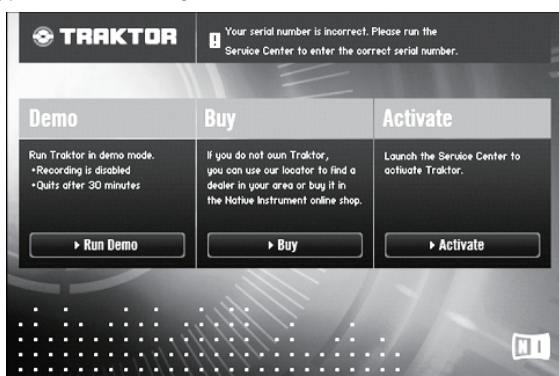 TRAKTOR
! Your serial number is incorrect. Please run the
Service Center to enter the correct serial number.
Demo
Run Traktor in demo mode.
•Recording is disabled
•Quits after 30 minutes
Run Demo
Buy
If you do not own Traktor,
you can use our locator to find a
dealer in your area or buy it in
the Native Instrument online shop.
Buy
Activate
Launch the Service Center to
activate Traktor.
Activate
NI